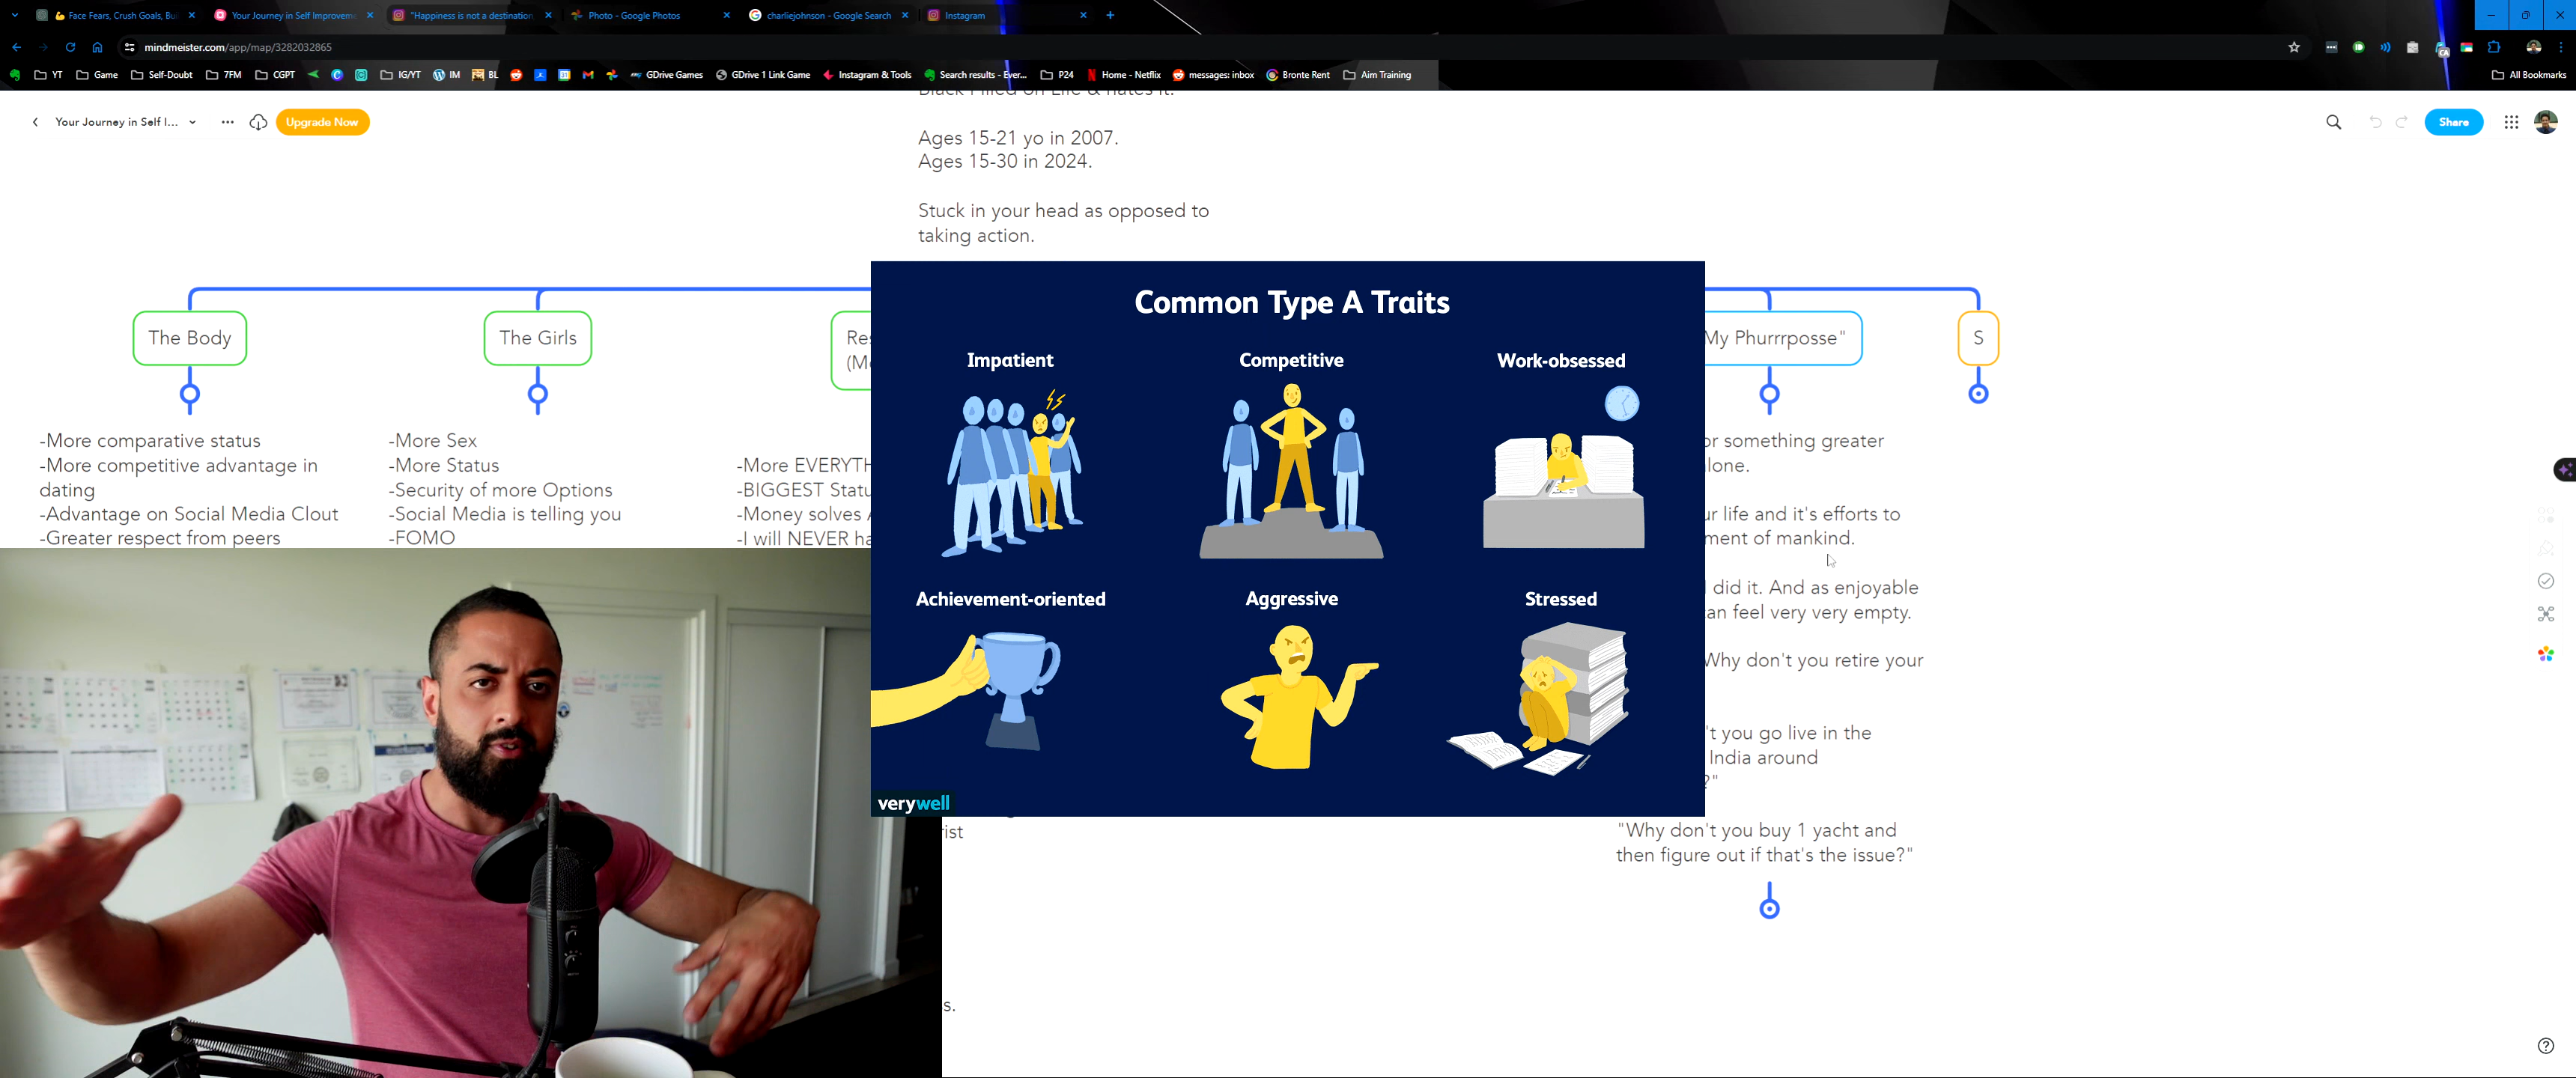 💪 Face Fears, Crush Goals, Bu
Your Journey in Self Improveme
"Happiness is not a destination
Photo - Google Photos
charliejohnson - Google Search
Instagram
mindmeister.com/app/map/3282032865
YT
Game
Self-Doubt
7FM
CGPT
IG/YT
IM
BL
GDrive Games
GDrive 1 Link Game
Instagram & Tools
Search results - Ever...
P24
Home - Netflix
messages: inbox
Bronte Rent
Aim Training
All Bookmarks
Your Journey in Self I...
Upgrade Now
Share
Ages 15-21 yo in 2007.
Ages 15-30 in 2024.
Stuck in your head as opposed to
taking action.
The Body
-More comparative status
-More competitive advantage in
dating
-Advantage on Social Media Clout
-Greater respect from peers
The Girls
-More Sex
-More Status
-Security of more Options
-Social Media is telling you
-FOMO
-More EVERYTH
-BIGGEST Statu
-Money solves A
-I will NEVER ha
Common Type A Traits
Impatient
Competitive
Work-obsessed
Achievement-oriented
Aggressive
Stressed
verywell
My Phurrrposse"
S
or something greater
lone.
ur life and it's efforts to
ment of mankind.
did it. And as enjoyable
an feel very very empty.
Why don't you retire your
't you go live in the
India around
?"
"Why don't you buy 1 yacht and
then figure out if that's the issue?"
rist
s.